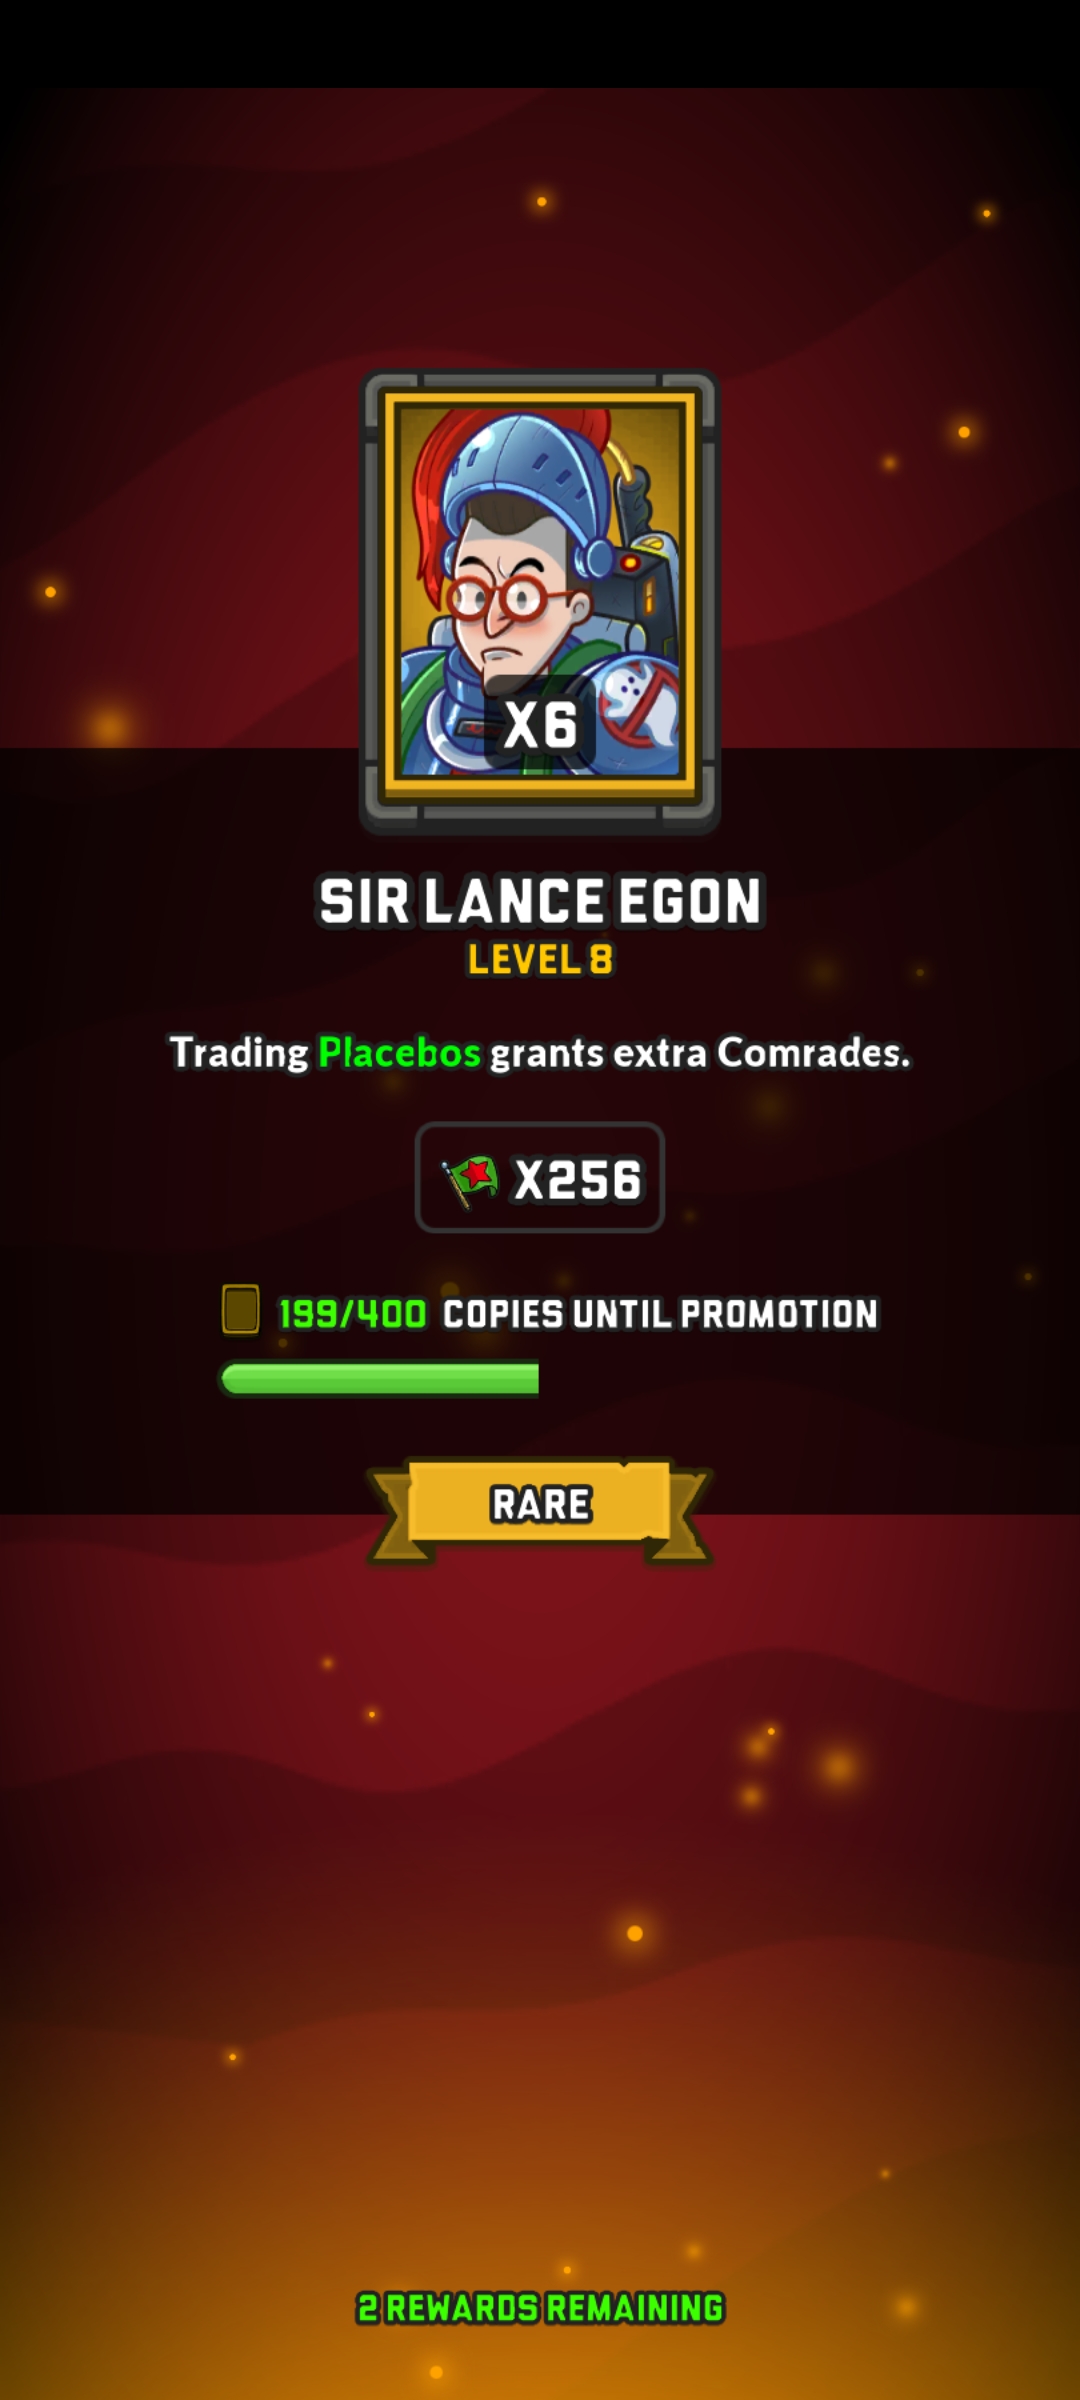 X6
SIR LANCE EGON
LEVEL 8
Trading Placebos grants extra Comrades.
X256
199/400 COPIES UNTIL PROMOTION
RARE
2 REWARDS REMAINING